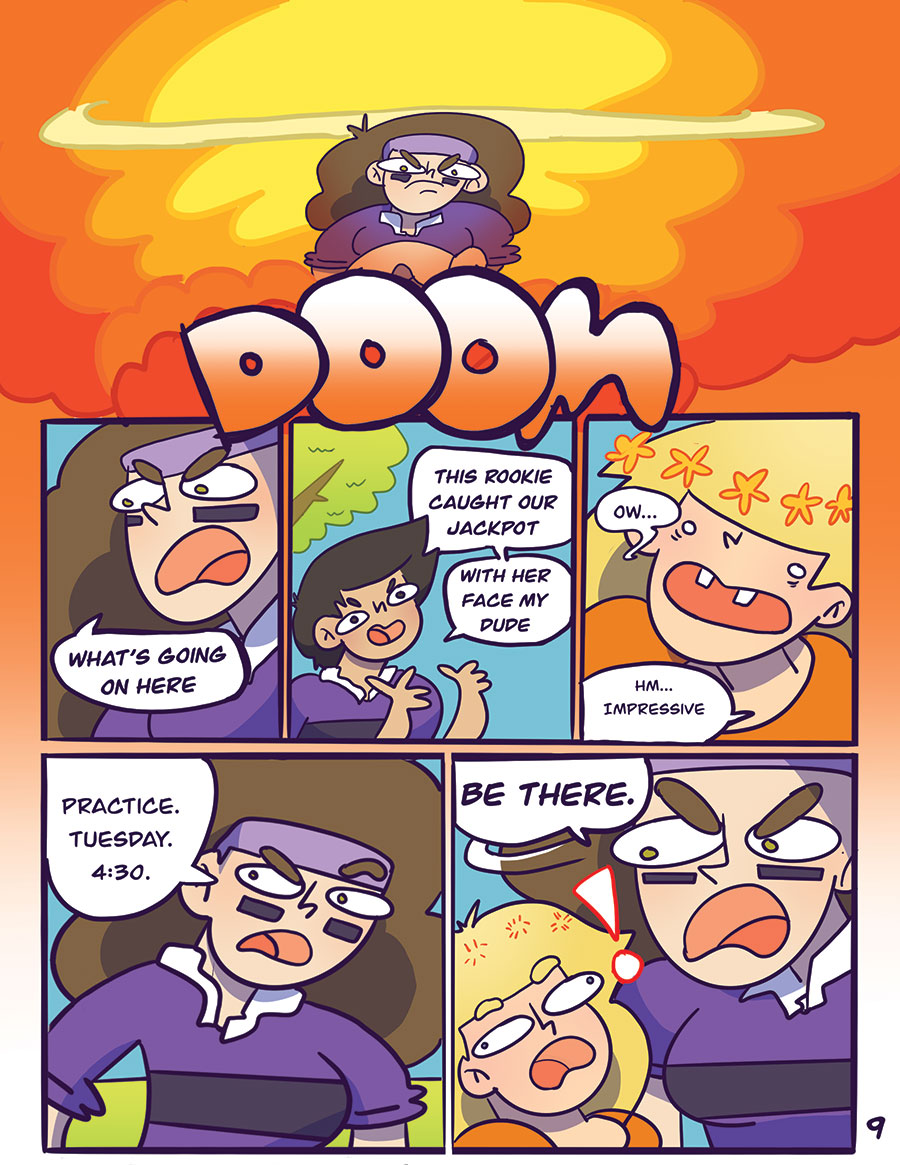 DOOM
WHAT'S GOING
ON HERE
THIS ROOKIE
CAUGHT OUR
JACKPOT
WITH HER
FACE MY
DUDE
OW...
HM...
IMPRESSIVE
PRACTICE.
TUESDAY.
4:30.
BE THERE.
!
9